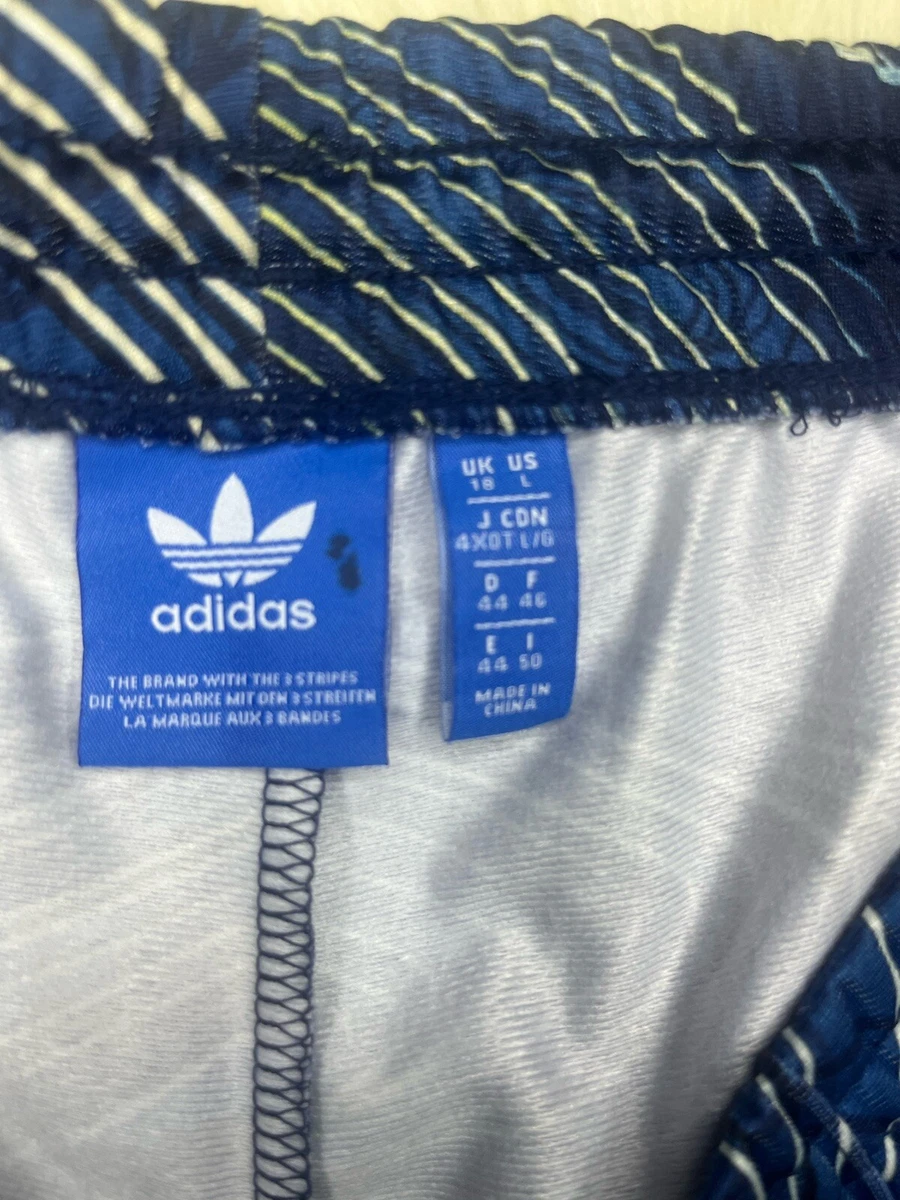 adidas
THE BRAND WITH THE 3 STRIPES
DIE WELTMARKE MIT DEN 3 STREIFEN
LA MARQUE AUX 3 BANDES
UK US
18 L
J CDN
4XOT L/G
D F
44 46
E I
44 50
MADE IN
CHINA